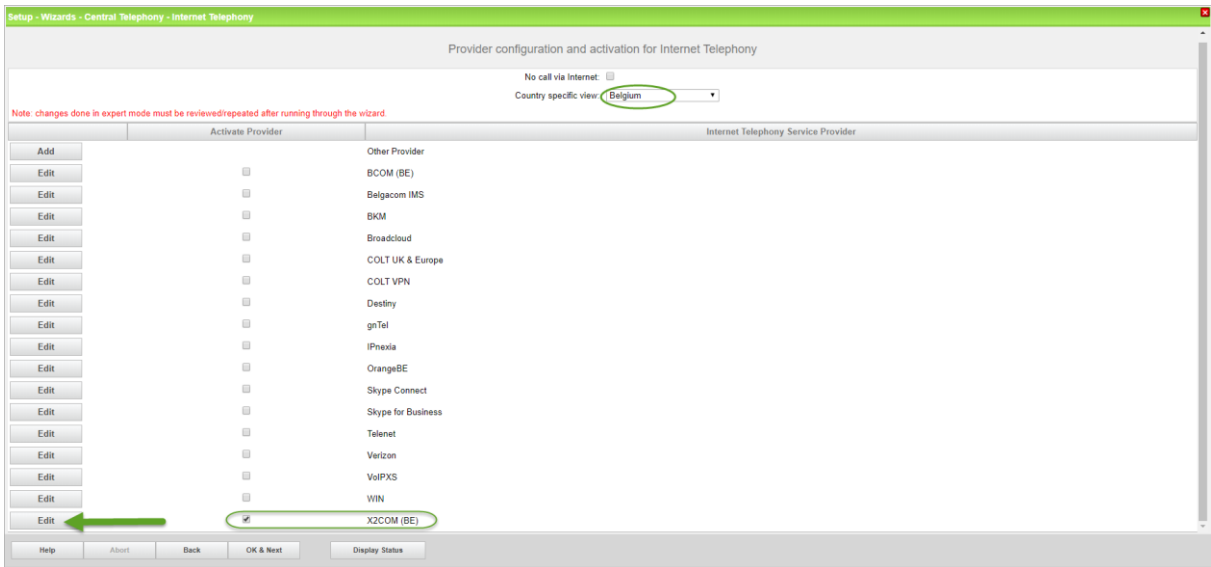 Setup - Wizards - Central Telephony - Internet Telephony
Provider configuration and activation for Internet Telephony
No call via Internet:
Country specific view: Belgium
Note: changes done in expert mode must be reviewed/repeated after running through the wizard.
Activate Provider Internet Telephony Service Provider
Add Other Provider
Edit BCOM (BE)
Edit Belgacom IMS
Edit BKM
Edit Broadcloud
Edit COLT UK & Europe
Edit COLT VPN
Edit Destiny
Edit gnTel
Edit IPnexia
Edit OrangeBE
Edit Skype Connect
Edit Skype for Business
Edit Telenet
Edit Verizon
Edit VoIPXS
Edit WIN
Edit X2COM (BE)
Help Abort Back OK & Next Display Status